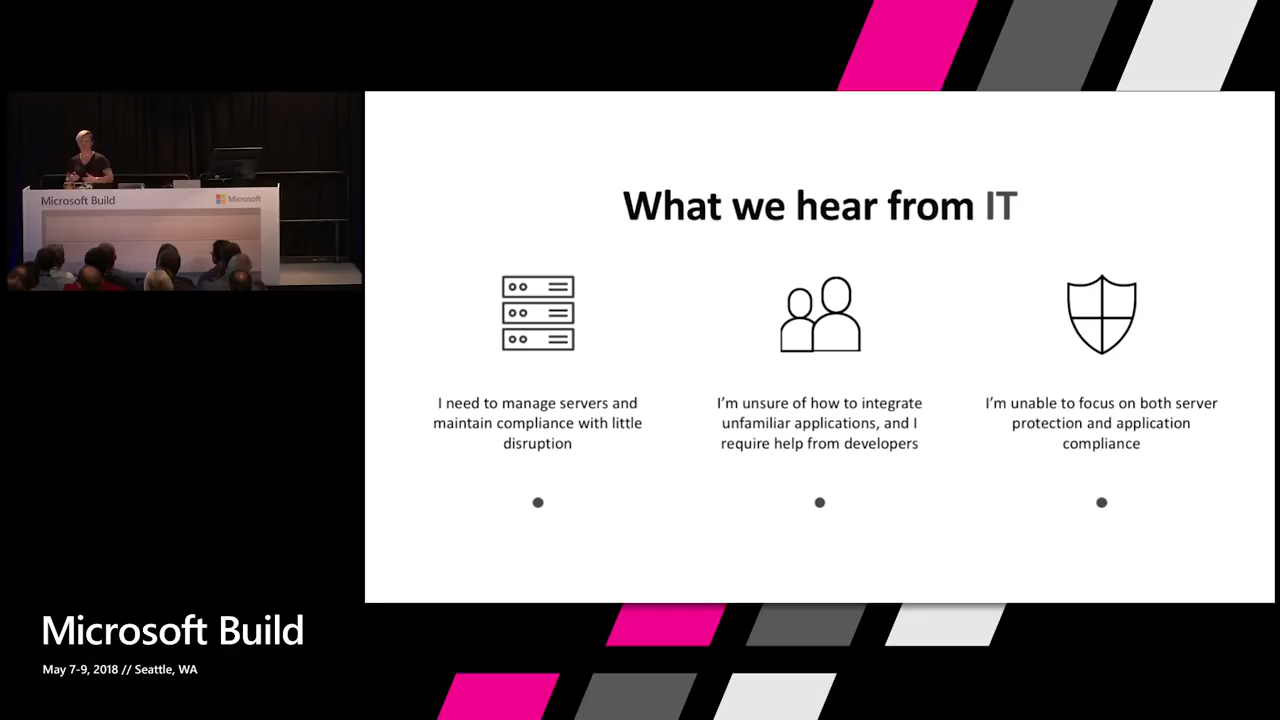 Microsoft Build
Microsoft
What we hear from IT
I need to manage servers and
maintain compliance with little
disruption
I'm unsure of how to integrate
unfamiliar applications, and I
require help from developers
I'm unable to focus on both server
protection and application
compliance
Microsoft Build
May 7-9, 2018 // Seattle, WA